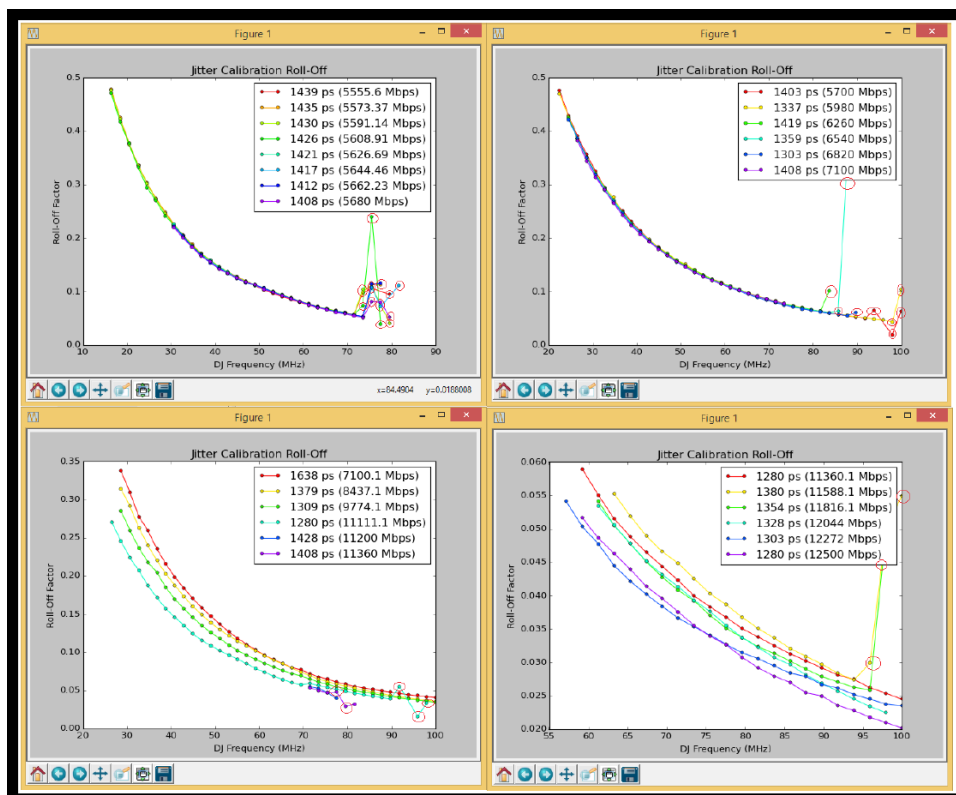 Figure 1
Jitter Calibration Roll-Off
0.5
0.4
0.3
0.2
0.1
0.0
Roll-Off Factor
1439 ps (5555.6 Mbps)
1435 ps (5573.37 Mbps)
1430 ps (5591.14 Mbps)
1426 ps (5608.91 Mbps)
1421 ps (5626.69 Mbps)
1417 ps (5644.46 Mbps)
1412 ps (5662.23 Mbps)
1408 ps (5680 Mbps)
10 20 30 40 50 60 70 80 90
DJ Frequency (MHz)
x=84.4904 y=0.0188008
Figure 1
Jitter Calibration Roll-Off
0.5
0.4
0.3
0.2
0.1
0.0
Roll-Off Factor
1403 ps (5700 Mbps)
1337 ps (5980 Mbps)
1419 ps (6260 Mbps)
1359 ps (6540 Mbps)
1303 ps (6820 Mbps)
1408 ps (7100 Mbps)
20 30 40 50 60 70 80 90 100
DJ Frequency (MHz)
Figure 1
Jitter Calibration Roll-Off
0.35
0.30
0.25
0.20
0.15
0.10
0.05
0.00
Roll-Off Factor
1638 ps (7100.1 Mbps)
1379 ps (8437.1 Mbps)
1309 ps (9774.1 Mbps)
1280 ps (11111.1 Mbps)
1428 ps (11200 Mbps)
1408 ps (11360 Mbps)
20 30 40 50 60 70 80 90 100
DJ Frequency (MHz)
Figure 1
Jitter Calibration Roll-Off
0.060
0.055
0.050
0.045
0.040
0.035
0.030
0.025
0.020
Roll-Off Factor
1280 ps (11360.1 Mbps)
1380 ps (11588.1 Mbps)
1354 ps (11816.1 Mbps)
1328 ps (12044 Mbps)
1303 ps (12272 Mbps)
1280 ps (12500 Mbps)
55 60 65 70 75 80 85 90 95 100
DJ Frequency (MHz)